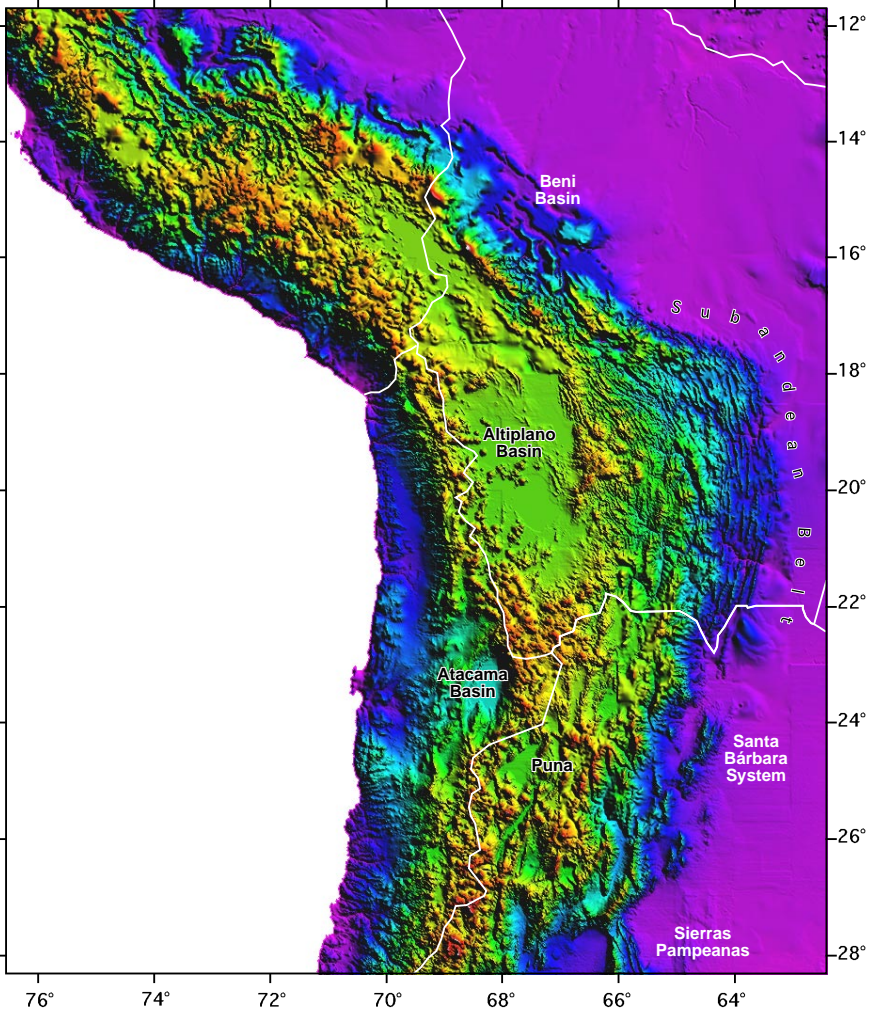 12°
14°
Beni
Basin
16°
Subandean Belt
18°
Altiplano
Basin
20°
22°
Atacama
Basin
24°
Santa
Bárbara
System
Puna
26°
Sierras
Pampeanas
28°
76° 74° 72° 70° 68° 66° 64°